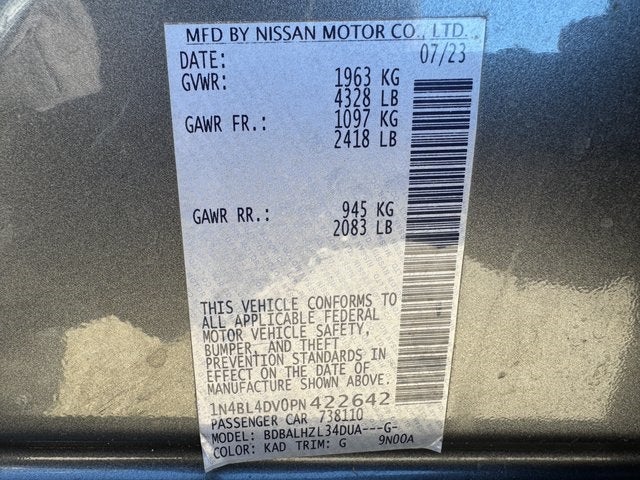 MFD BY NISSAN MOTOR CO., LTD.
DATE: 07/23
GVWR: 1963 KG
4328 LB
GAWR FR.: 1097 KG
2418 LB
GAWR RR.: 945 KG
2083 LB
THIS VEHICLE CONFORMS TO
ALL APPLICABLE FEDERAL
MOTOR VEHICLE SAFETY,
BUMPER, AND THEFT
PREVENTION STANDARDS IN
EFFECT ON THE DATE OF
MANUFACTURE SHOWN ABOVE.
1N4BL4DV0PN422642
PASSENGER CAR 738110
MODEL: BDBALHZL34DUA---G-
COLOR: KAD TRIM: G 9N00A